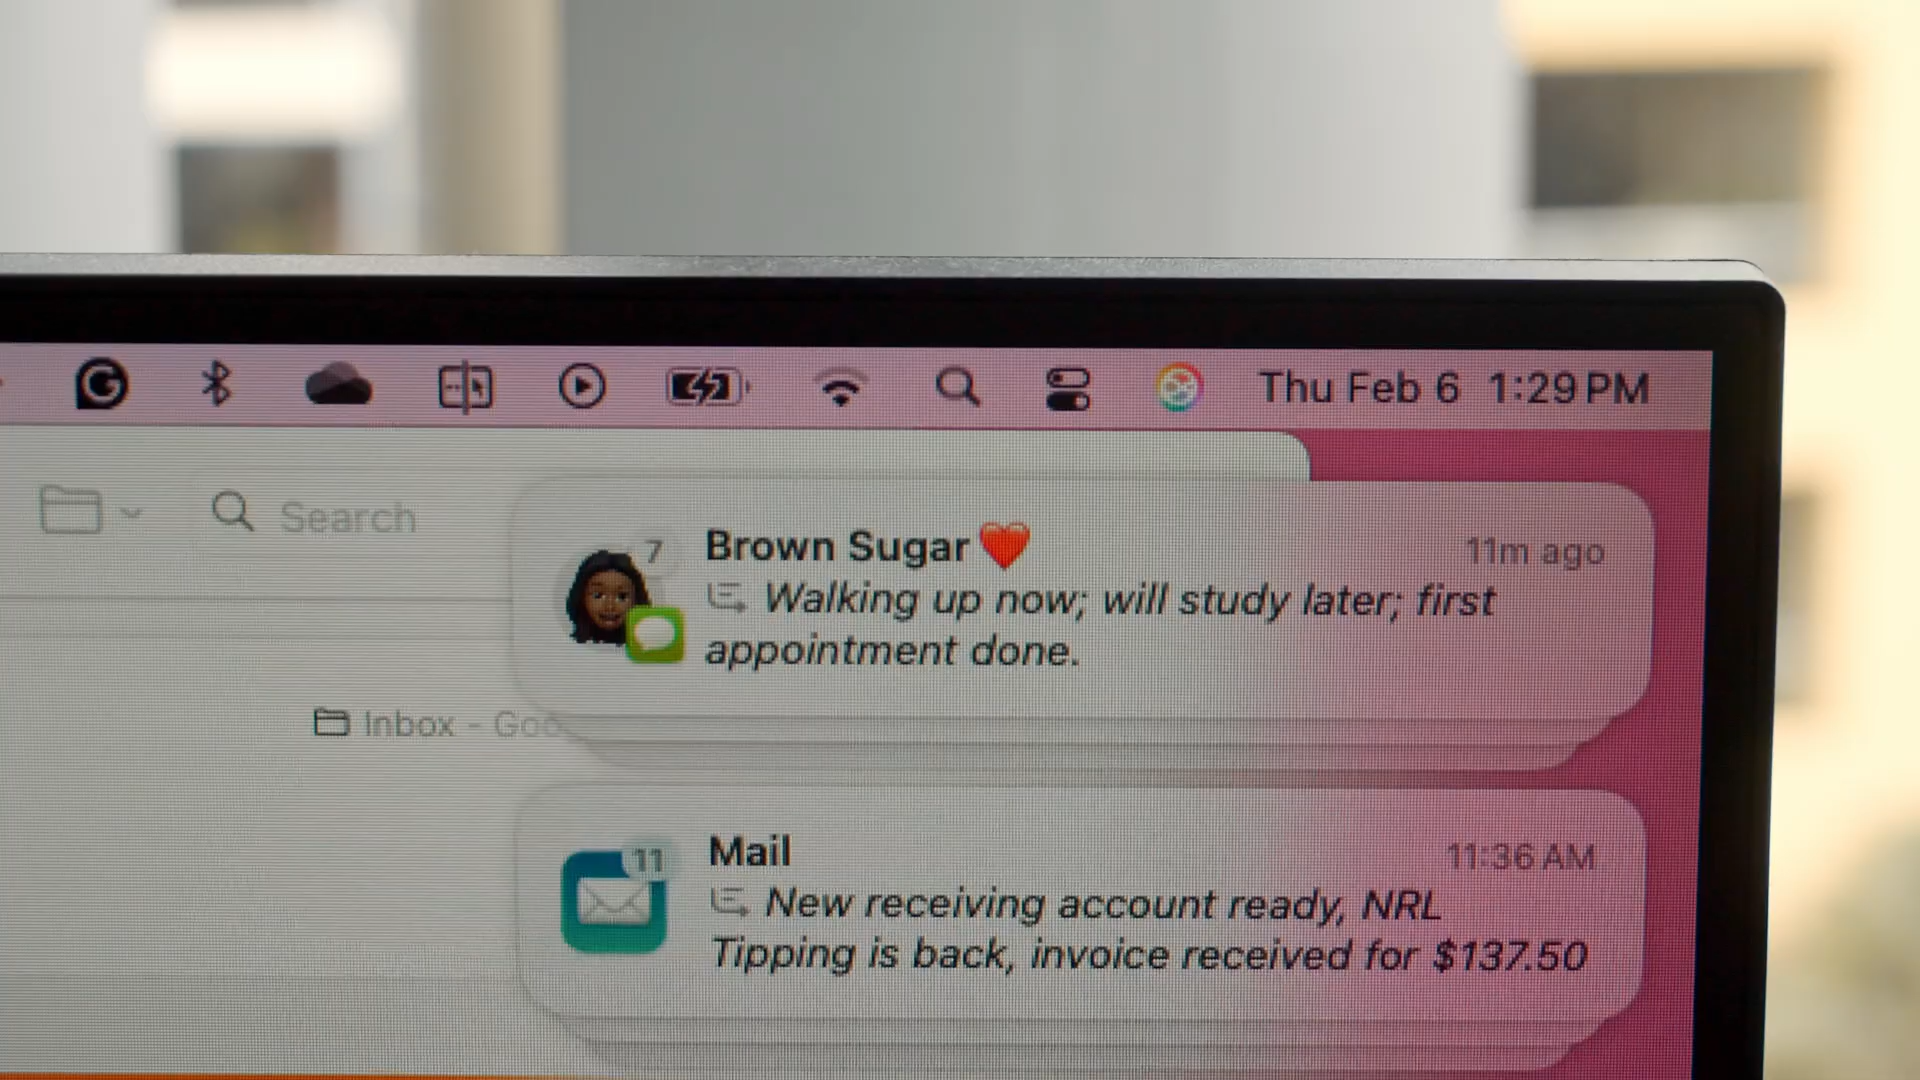 Thu Feb 6 1:29 PM
Search
7
Brown Sugar❤️
11m ago
Walking up now; will study later; first
appointment done.
Inbox - Goo
11
Mail
11:36 AM
New receiving account ready, NRL
Tipping is back, invoice received for $137.50